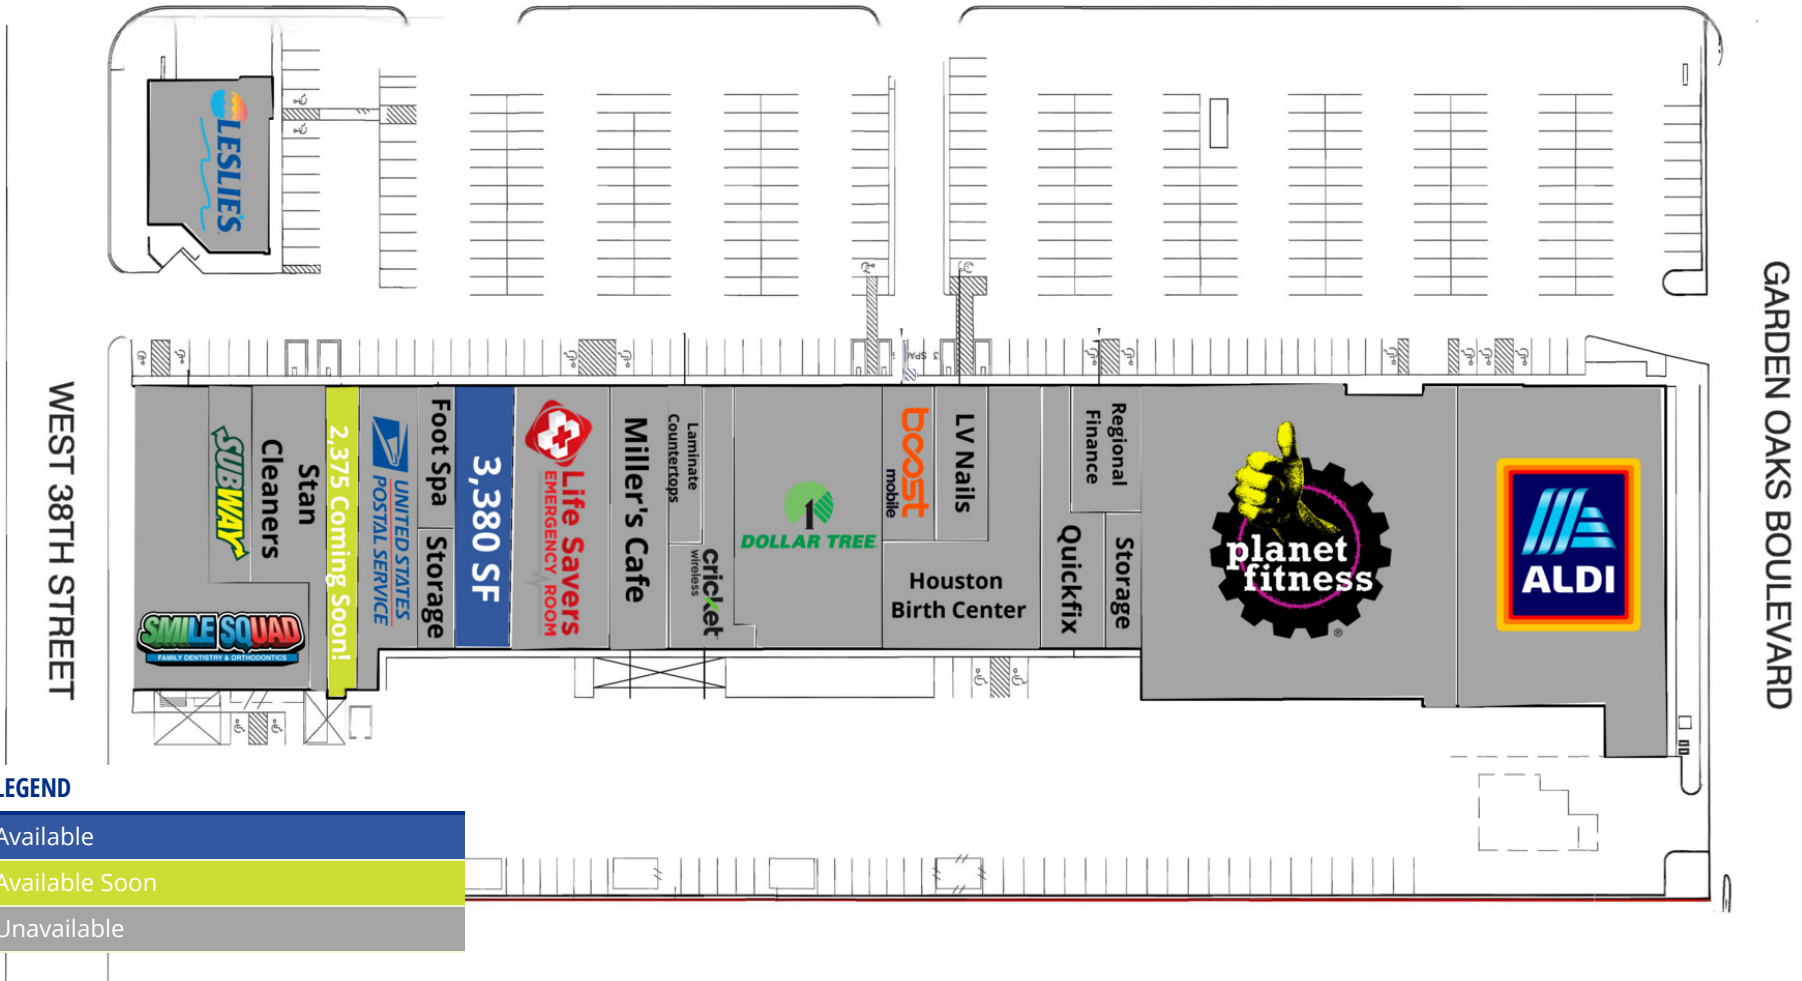 LESLIE'S
WEST 38TH STREET
GARDEN OAKS BOULEVARD
SUBWAY
Stan
Cleaners
SMILE SQUAD
FAMILY DENTISTRY & ORTHODONTICS
2,375 Coming Soon!
UNITED STATES
POSTAL SERVICE
Foot Spa
Storage
3,380 SF
Life Savers
EMERGENCY ROOM
Miller's Cafe
Laminate
Countertops
cricket
wireless
DOLLAR TREE
boost
mobile
LV Nails
Houston
Birth Center
Quickfix
Regional
Finance
Storage
planet
fitness
®
ALDI
LEGEND
Available
Available Soon
Unavailable